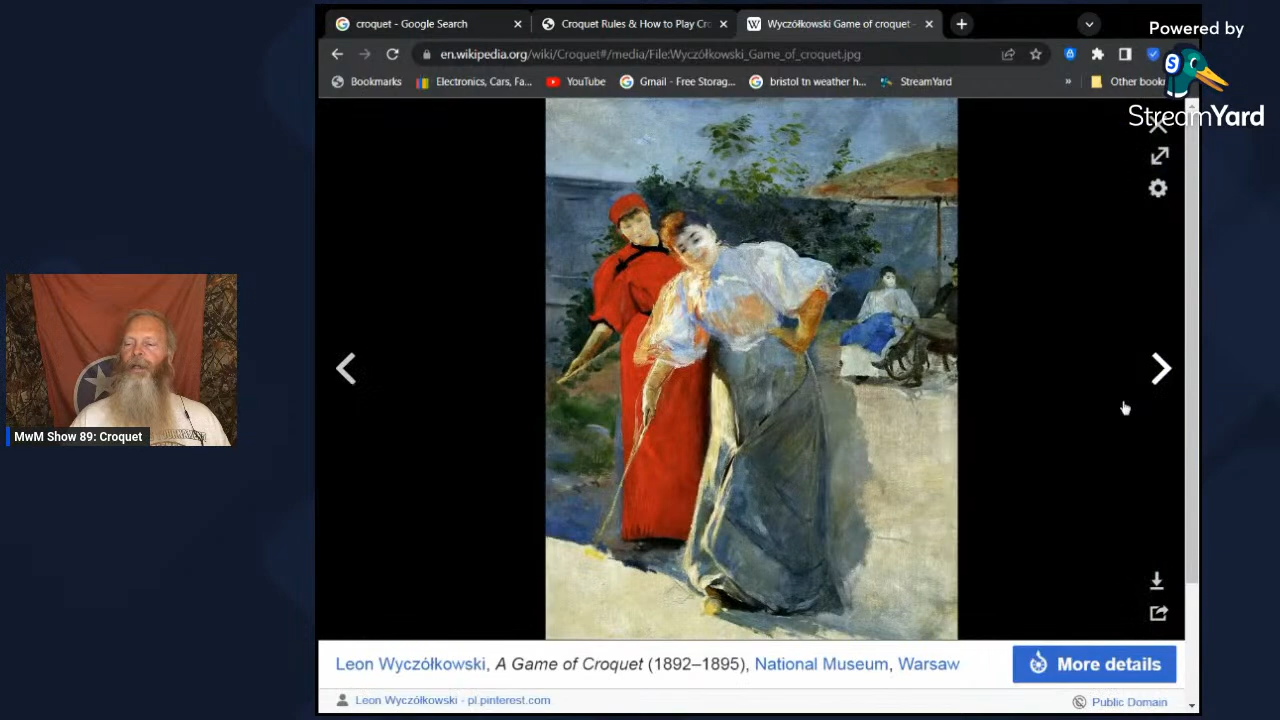 Powered by
StreamYard
croquet - Google Search
Croquet Rules & How to Play Cr
Wyczółkowski Game of croquet -
en.wikipedia.org/wiki/Croquet#/media/File:Wyczółkowski_Game_of_croquet.jpg
Bookmarks
Electronics, Cars, Fa...
YouTube
Gmail - Free Storag...
bristol tn weather h...
StreamYard
»
Other book
MwM Show 89: Croquet
Leon Wyczółkowski, A Game of Croquet (1892–1895), National Museum, Warsaw
More details
Leon Wyczółkowski - pl.pinterest.com
Public Domain